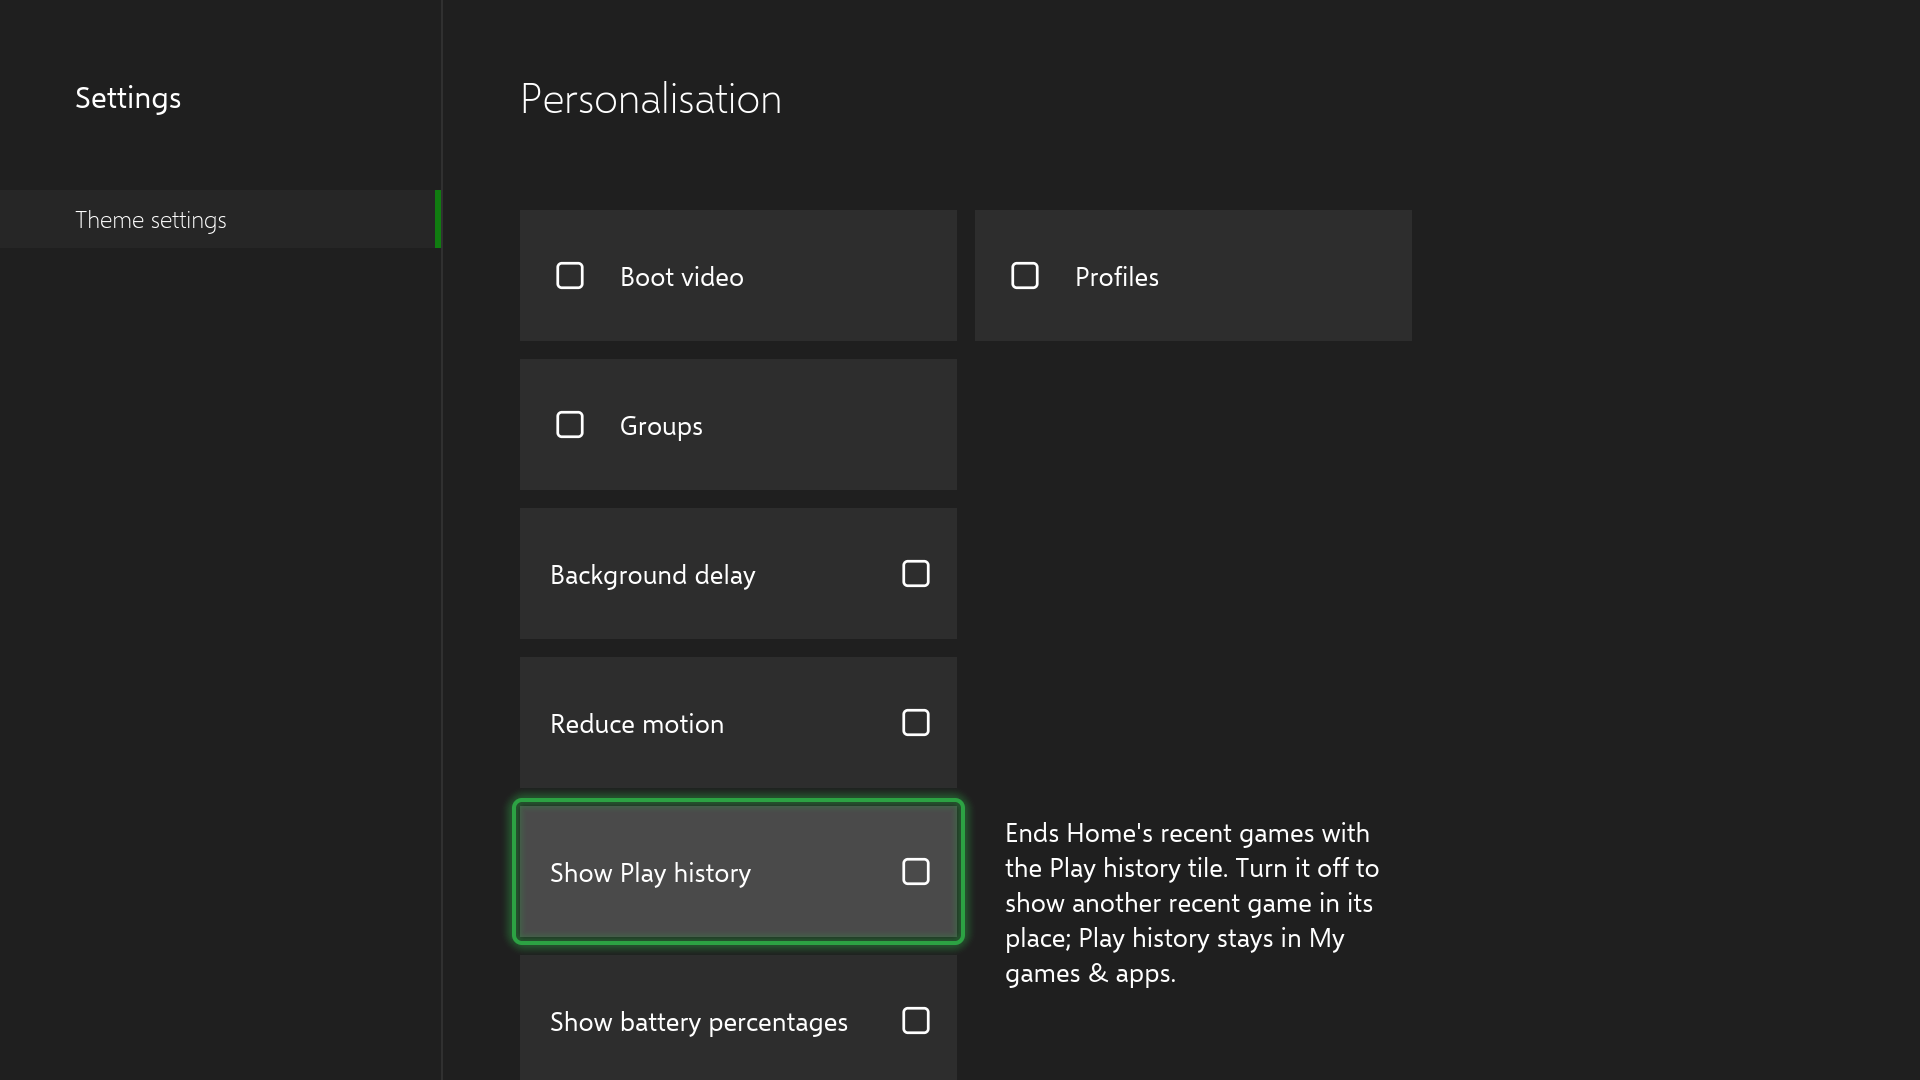 Settings
Theme settings
Personalisation
Boot video
Profiles
Groups
Background delay
Reduce motion
Show Play history
Ends Home's recent games with
the Play history tile. Turn it off to
show another recent game in its
place; Play history stays in My
games & apps.
Show battery percentages